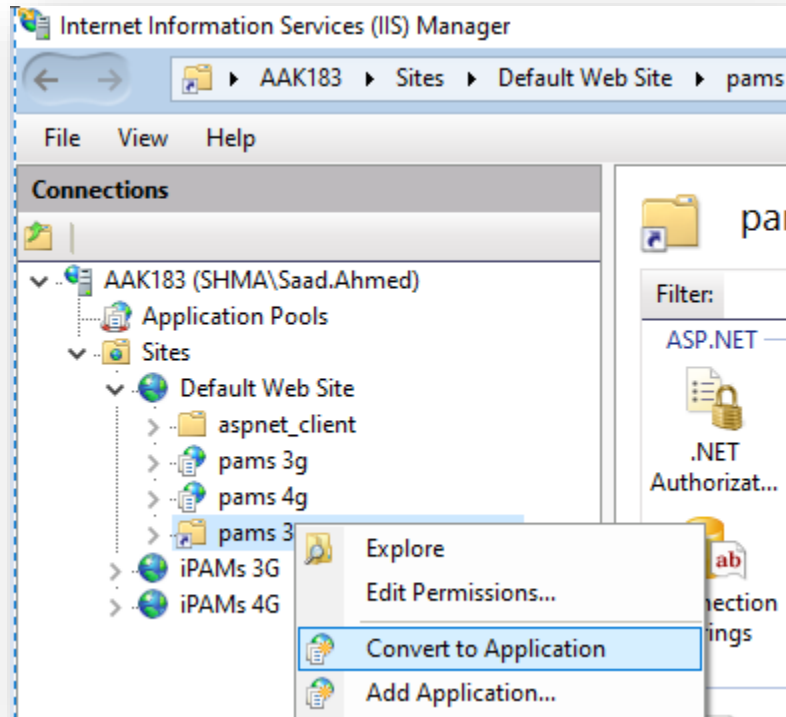 Internet Information Services (IIS) Manager
AAK183 Sites Default Web Site pams
File View Help
Connections
AAK183 (SHMA\Saad.Ahmed)
Application Pools
Sites
Default Web Site
aspnet_client
pams 3g
pams 4g
pams 3
iPAMs 3G
iPAMs 4G
Explore
Edit Permissions...
Convert to Application
Add Application...
Filter:
ASP.NET
.NET
Authorizat...
ab